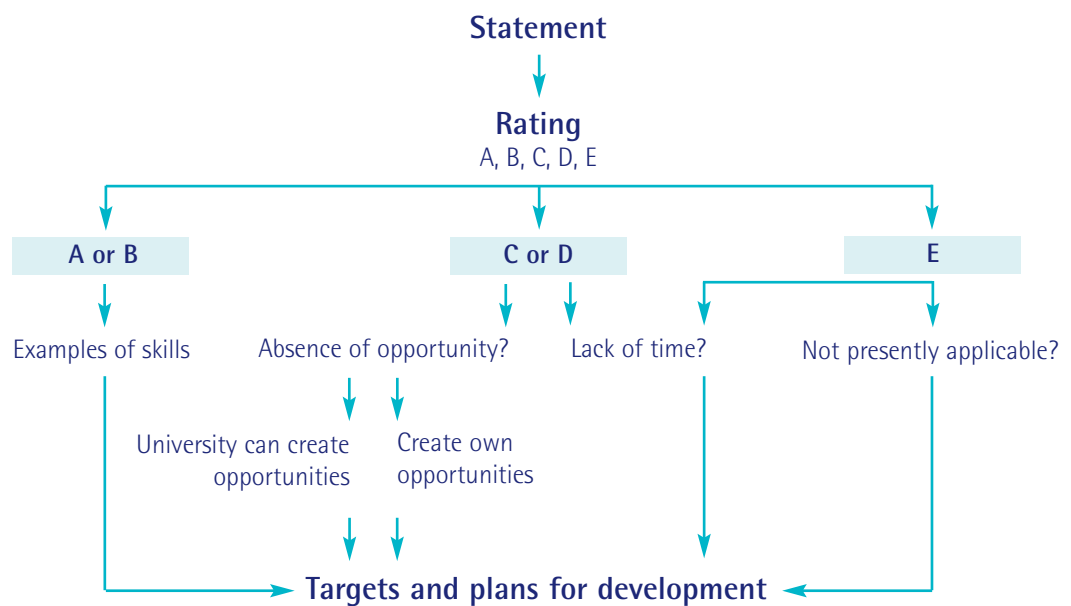 Statement
Rating
A, B, C, D, E
A or B
C or D
E
Examples of skills
Absence of opportunity?
Lack of time?
Not presently applicable?
University can create
opportunities
Create own
opportunities
Targets and plans for development